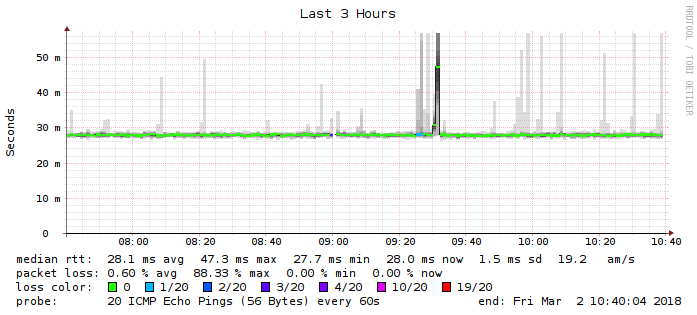 Last 3 Hours
RRDTOOL / TOBI OETIKER
Seconds
50 m
40 m
30 m
20 m
10 m
0
08:00 08:20 08:40 09:00 09:20 09:40 10:00 10:20 10:40
median rtt: 28.1 ms avg 47.3 ms max 27.7 ms min 28.0 ms now 1.5 ms sd 19.2 am/s
packet loss: 0.60 % avg 88.33 % max 0.00 % min 0.00 % now
loss color: 0 1/20 2/20 3/20 4/20 10/20 19/20
probe: 20 ICMP Echo Pings (56 Bytes) every 60s end: Fri Mar 2 10:40:04 2018